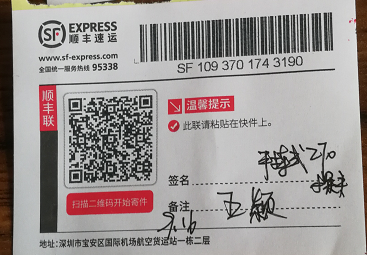 SF EXPRESS
顺丰速运
www.sf-express.com
全国统一服务热线 95338
SF 109 370 174 3190
顺丰联
温馨提示
此联请粘贴在快件上。
扫描二维码开始寄件
签名
备注 王颖
地址:深圳市宝安区国际机场航空货运站一栋二层